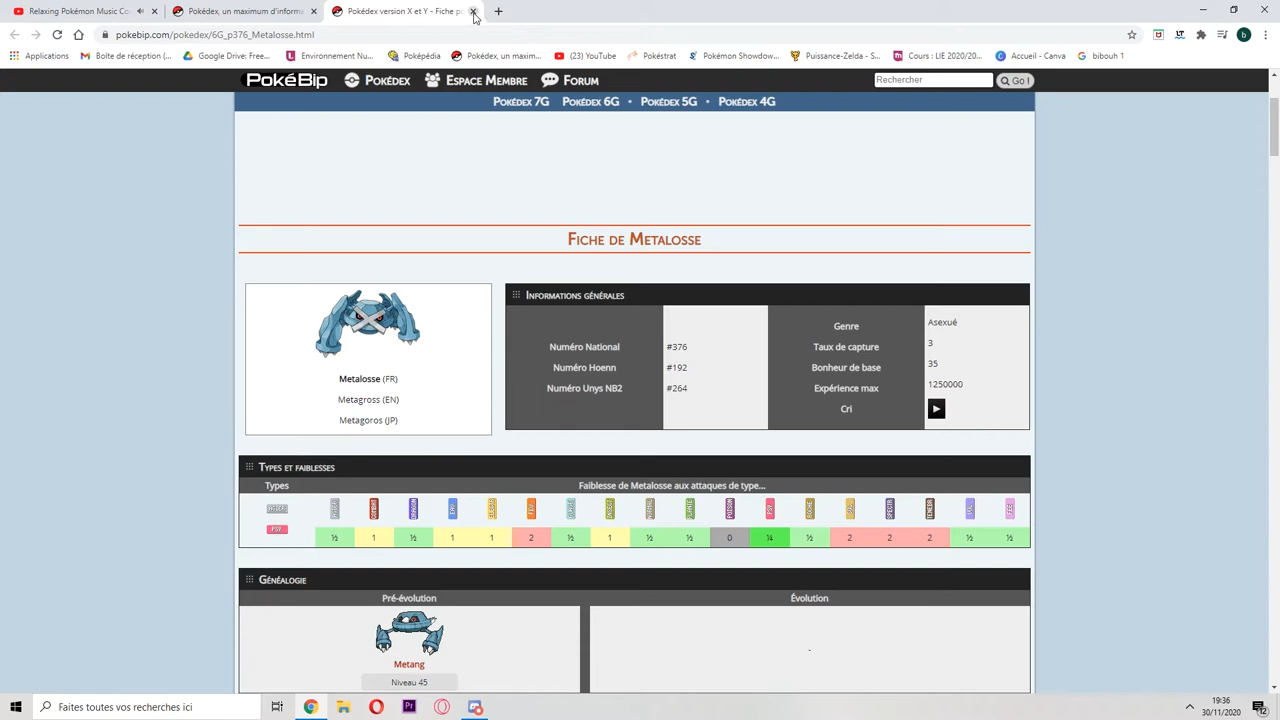 Relaxing Pokémon Music Co
Pokédex, un maximum d'informa
Pokédex version X et Y - Fiche p
pokebip.com/pokedex/6G_p376_Metalosse.html
Applications
Boîte de réception (...
Google Drive: Free...
Environnement Nu...
Poképédia
Pokédex, un maxim...
(23) YouTube
Pokéstrat
Pokémon Showdow...
Puissance-Zelda - S...
Cours : LIE 2020/20...
Accueil - Canva
bibouh 1
PokéBip
Pokédex
Espace Membre
Forum
Rechercher
Go !
Pokédex 7G
Pokédex 6G
Pokédex 5G
Pokédex 4G
Fiche de Metalosse
Metalosse (FR)
Metagross (EN)
Metagoros (JP)
Informations générales
Numéro National #376
Numéro Hoenn #192
Numéro Unys NB2 #264
Genre Asexué
Taux de capture 3
Bonheur de base 35
Expérience max 1250000
Cri
Types et faiblesses
Types
Faiblesse de Metalosse aux attaques de type...
PSY
½ 1 ½ 1 1 2 ½ 1 ½ ½ 0 ¼ ½ 2 2 2 ½ ½
Généalogie
Pré-évolution
Évolution
Metang
Niveau 45
-
Faites toutes vos recherches ici
19:36
30/11/2020
12